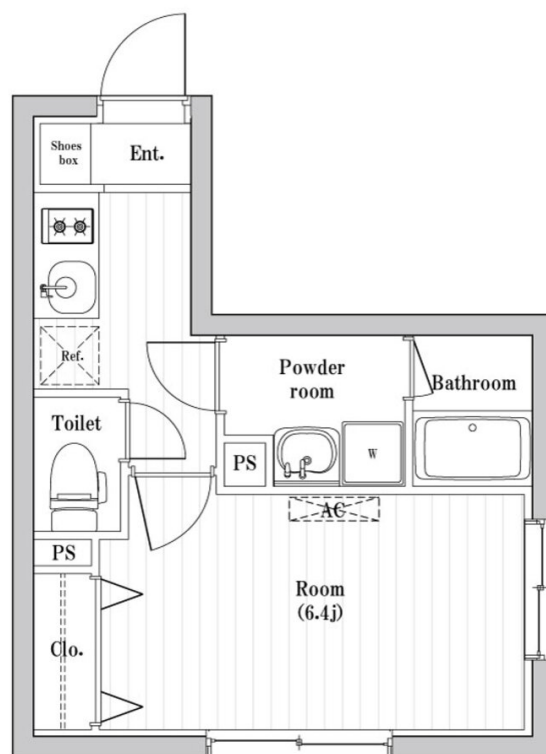 Shoes
box
Ent.
Ref.
Powder
room
Bathroom
Toilet
PS
W
AC
PS
Room
(6.4j)
Clo.